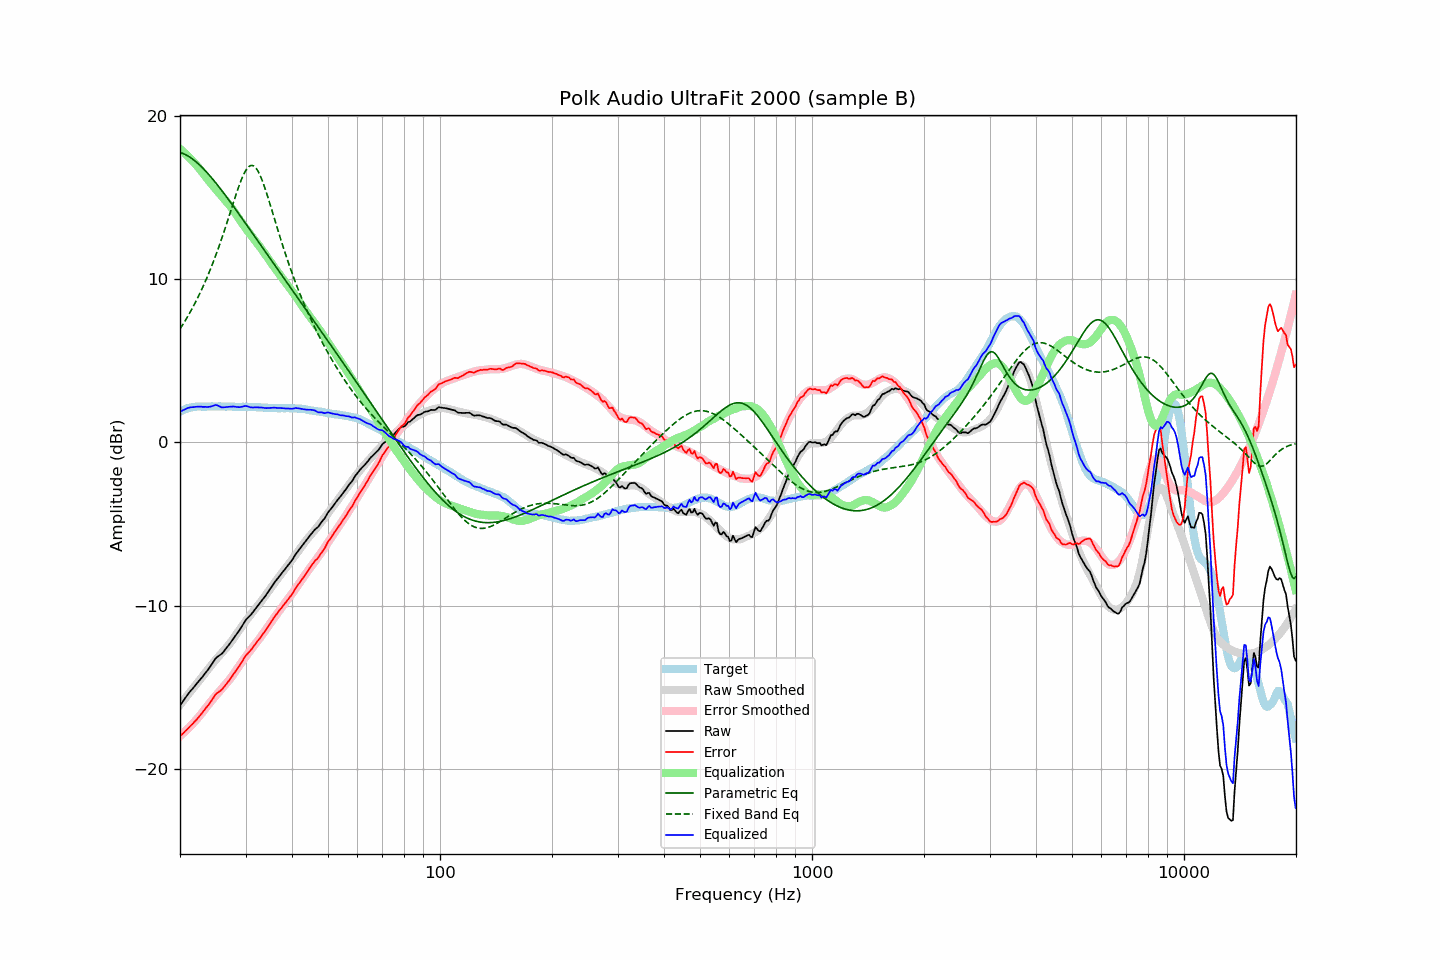 Polk Audio UltraFit 2000 (sample B)
20
10
0
−10
−20
Amplitude (dBr)
Target
Raw Smoothed
Error Smoothed
Raw
Error
Equalization
Parametric Eq
Fixed Band Eq
Equalized
100
1000
10000
Frequency (Hz)